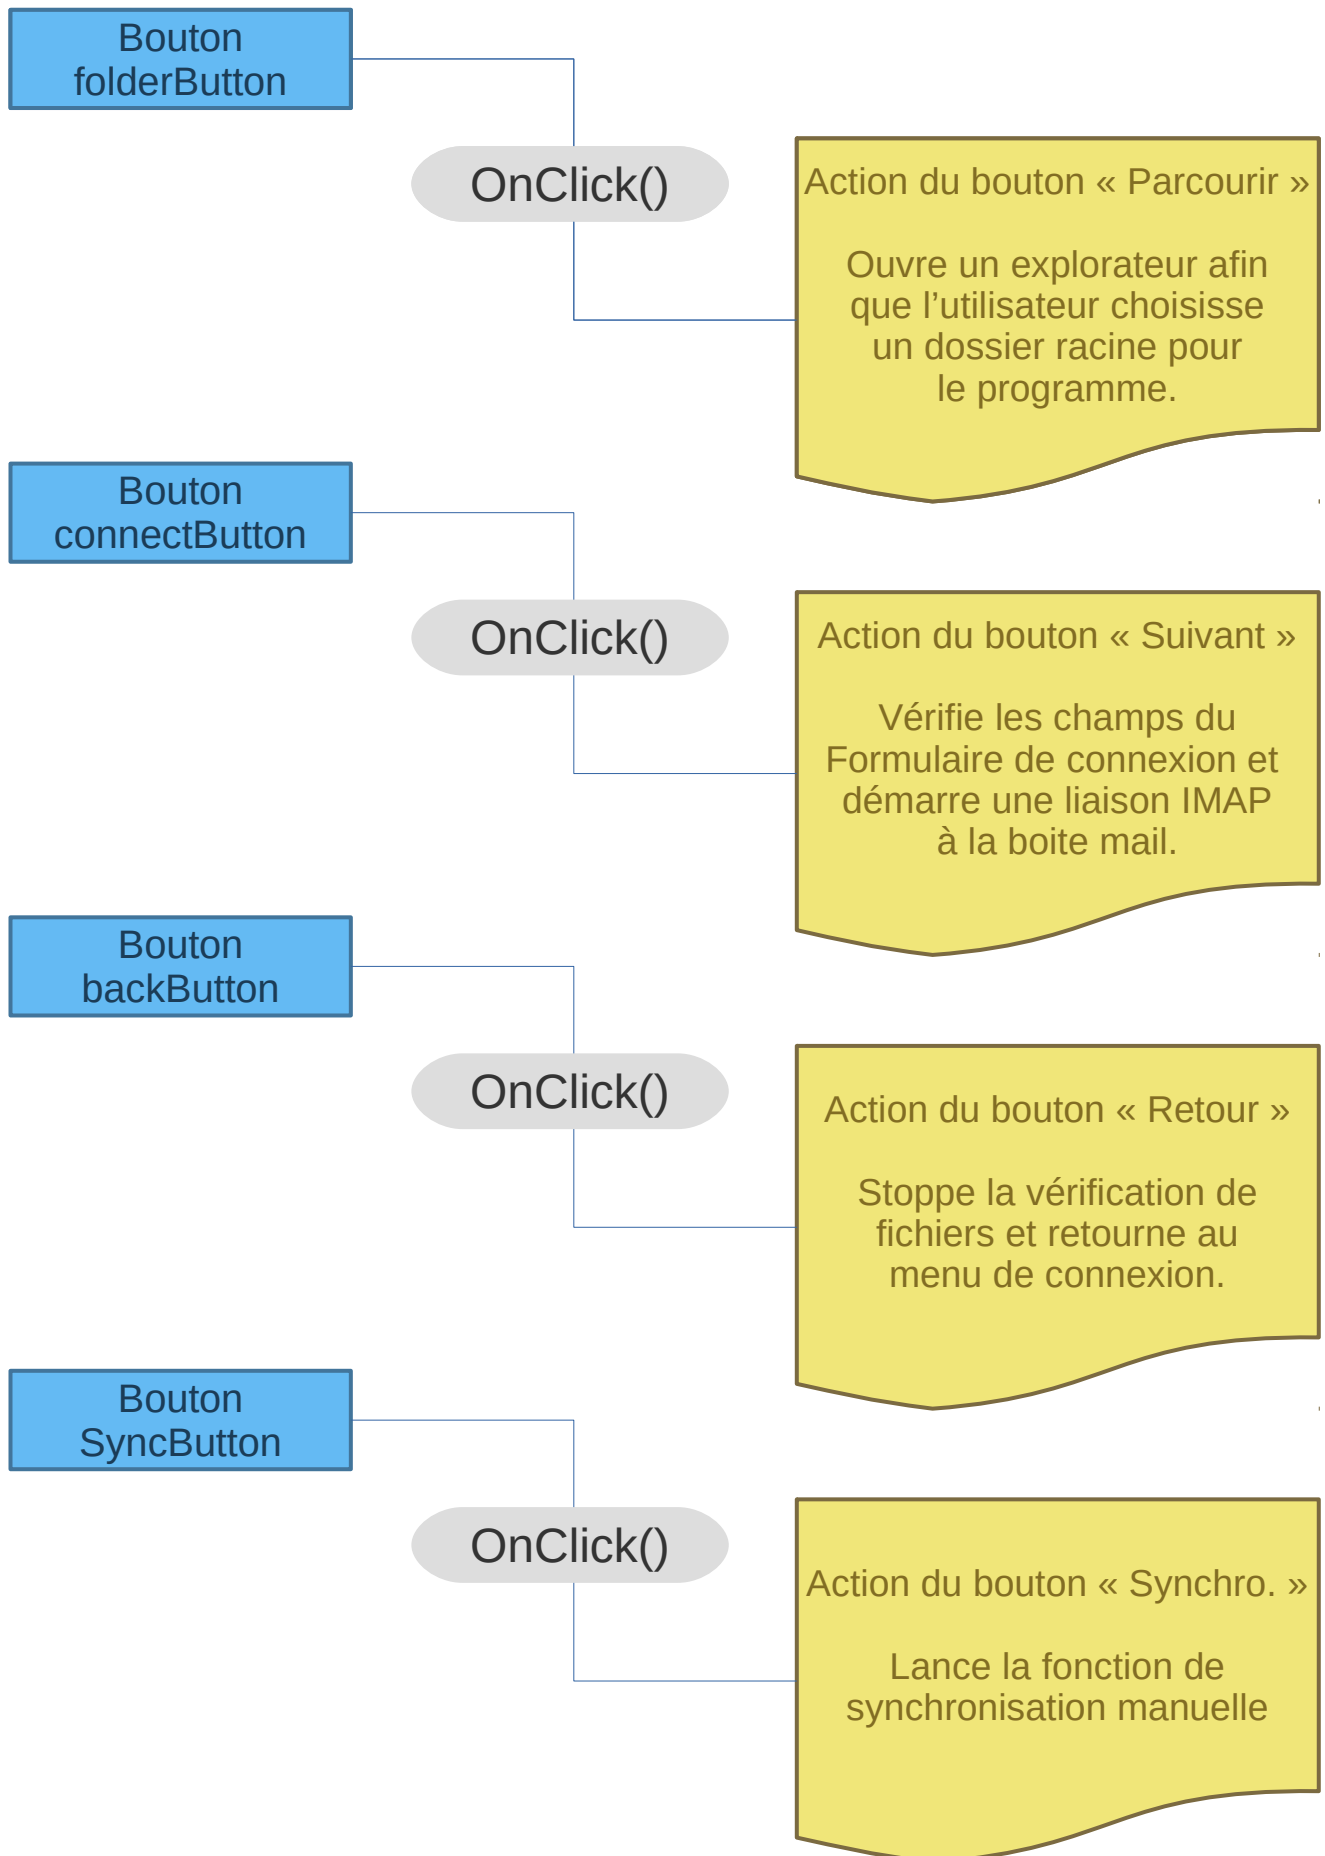 Bouton
folderButton
OnClick()
Action du bouton « Parcourir »
Ouvre un explorateur afin
que l’utilisateur choisisse
un dossier racine pour
le programme.
Bouton
connectButton
OnClick()
Action du bouton « Suivant »
Vérifie les champs du
Formulaire de connexion et
démarre une liaison IMAP
à la boite mail.
Bouton
backButton
OnClick()
Action du bouton « Retour »
Stoppe la vérification de
fichiers et retourne au
menu de connexion.
Bouton
SyncButton
OnClick()
Action du bouton « Synchro. »
Lance la fonction de
synchronisation manuelle